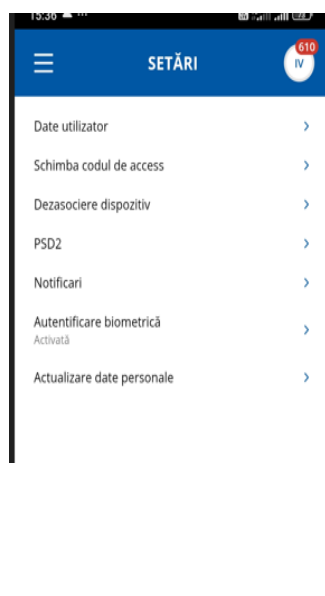 15:36
SETĂRI
610
IV
Date utilizator
Schimba codul de access
Dezasociere dispozitiv
PSD2
Notificari
Autentificare biometrică
Activată
Actualizare date personale